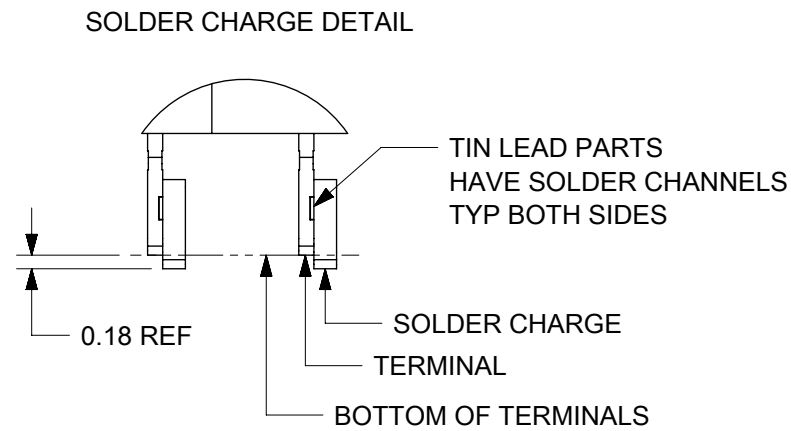 SOLDER CHARGE DETAIL
TIN LEAD PARTS
HAVE SOLDER CHANNELS
TYP BOTH SIDES
0.18 REF
SOLDER CHARGE
TERMINAL
BOTTOM OF TERMINALS